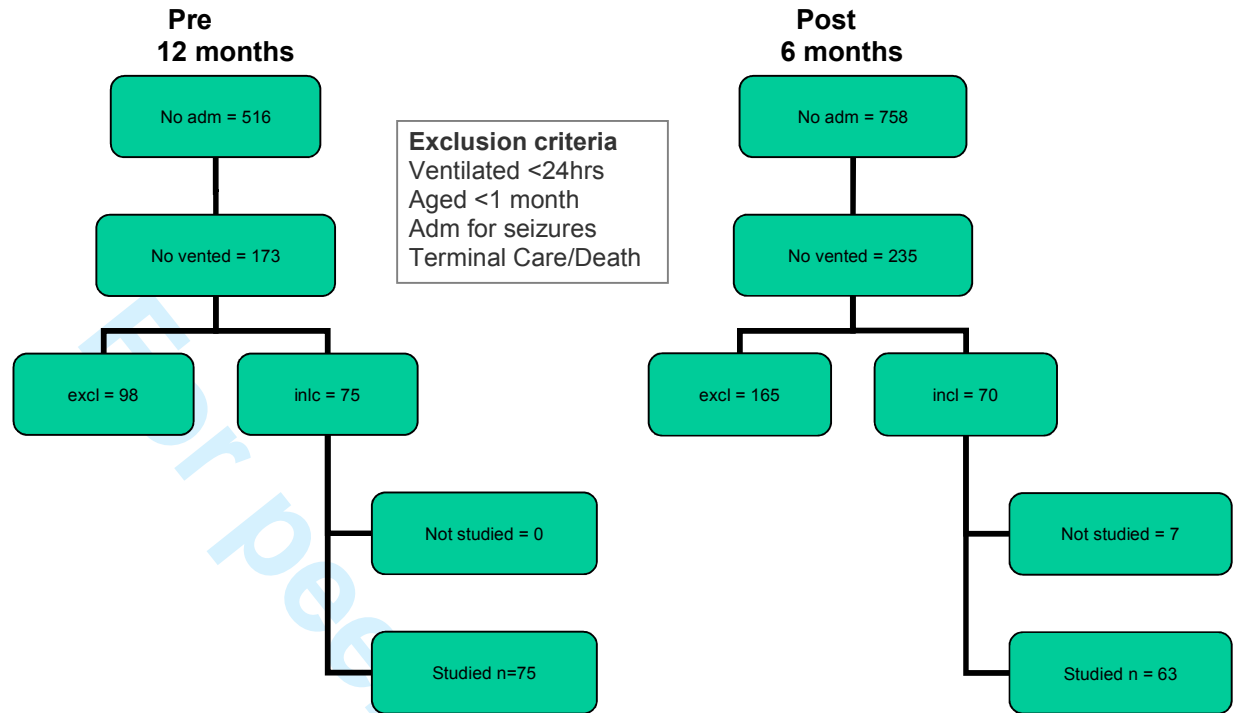 Pre
12 months
No adm = 516
No vented = 173
excl = 98
inlc = 75
Not studied = 0
Studied n=75
Exclusion criteria
Ventilated <24hrs
Aged <1 month
Adm for seizures
Terminal Care/Death
Post
6 months
No adm = 758
No vented = 235
excl = 165
incl = 70
Not studied = 7
Studied n = 63
For pee